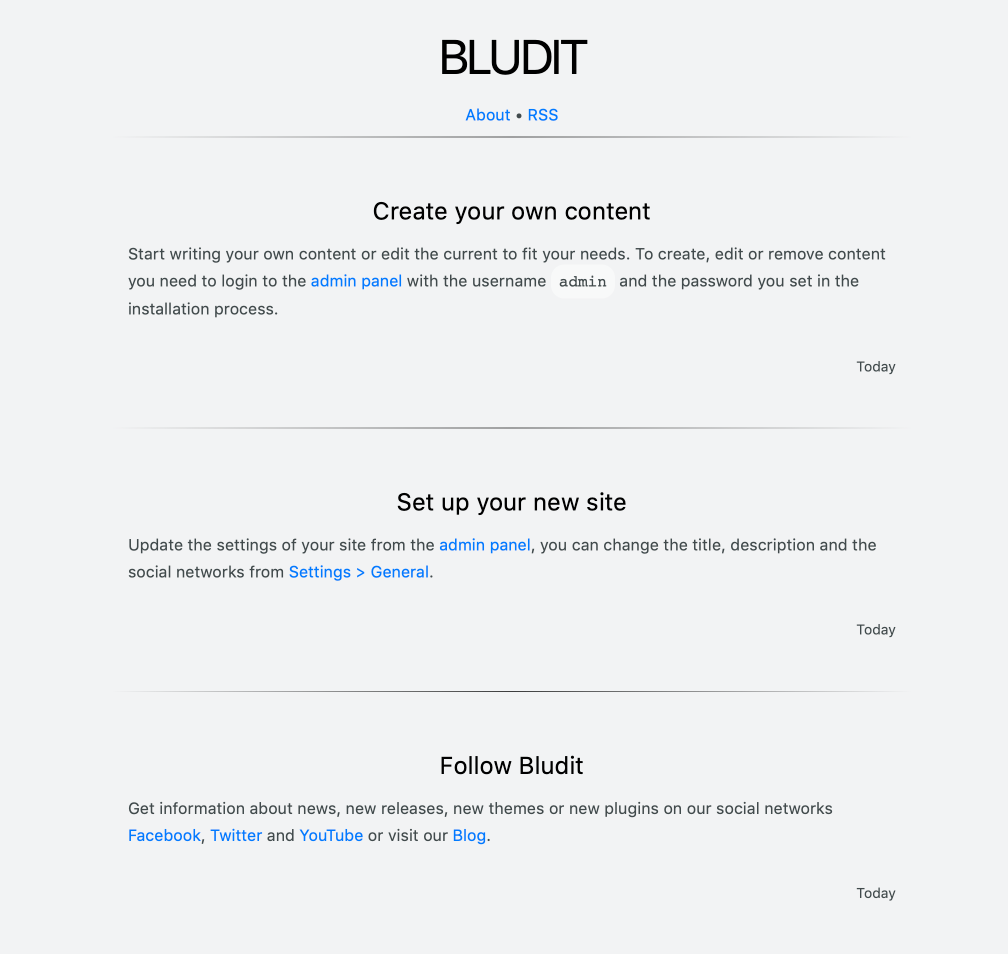 BLUDIT
About • RSS
Create your own content
Start writing your own content or edit the current to fit your needs. To create, edit or remove content
you need to login to the admin panel with the username admin and the password you set in the
installation process.
Today
Set up your new site
Update the settings of your site from the admin panel, you can change the title, description and the
social networks from Settings > General.
Today
Follow Bludit
Get information about news, new releases, new themes or new plugins on our social networks
Facebook, Twitter and YouTube or visit our Blog.
Today